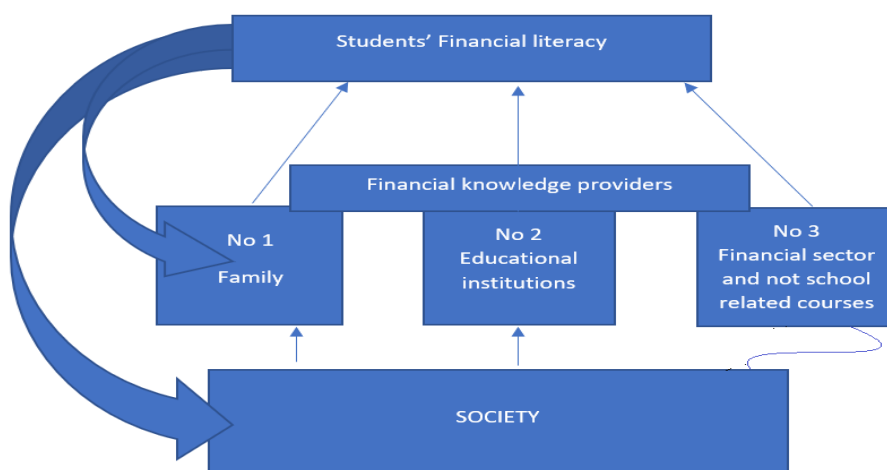 Students’ Financial literacy
Financial knowledge providers
No 1
Family
No 2
Educational
institutions
No 3
Financial sector
and not school
related courses
SOCIETY